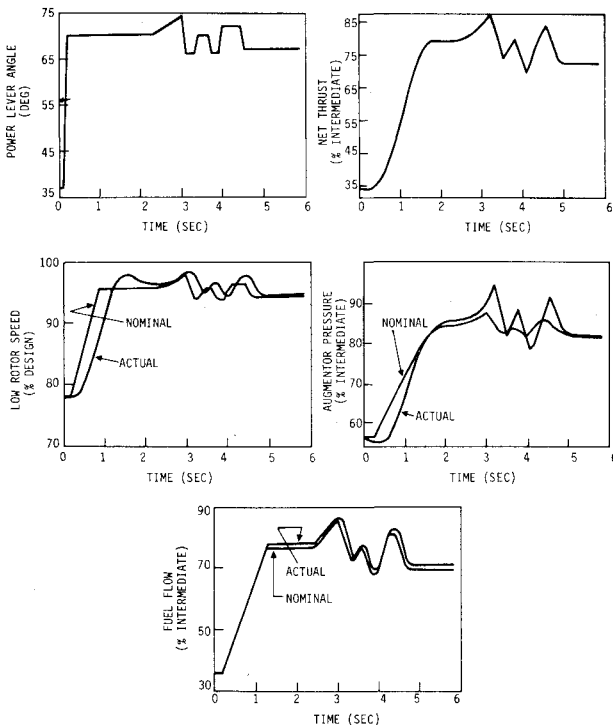 POWER LEVER ANGLE
(DEG)
75
65
55
45
35
0 1 2 3 4 5 6
TIME (SEC)
NET THRUST
(% INTERMEDIATE)
85
75
65
55
45
35
0 1 2 3 4 5 6
TIME (SEC)
LOW ROTOR SPEED
(% DESIGN)
100
90
80
70
NOMINAL
ACTUAL
0 1 2 3 4 5 6
TIME (SEC)
AUGMENTOR PRESSURE
(% INTERMEDIATE)
90
80
70
60
NOMINAL
ACTUAL
0 1 2 3 4 5 6
TIME (SEC)
FUEL FLOW
(% INTERMEDIATE)
90
70
50
30
ACTUAL
NOMINAL
0 1 2 3 4 5 6
TIME (SEC)